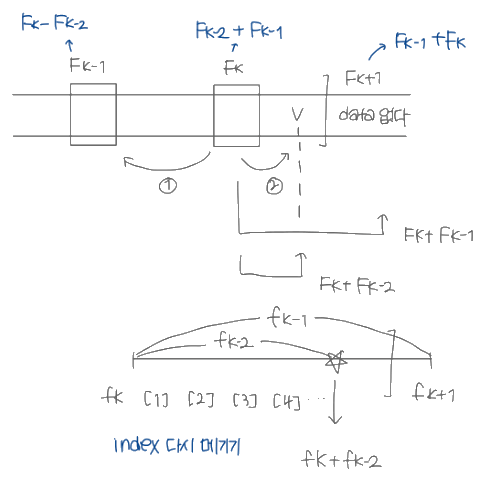 Fk-Fk-2
Fk-2 + Fk-1
Fk-1 + Fk
Fk-1
Fk
Fk+1
V
data 없다
①
②
Fk+Fk-1
Fk+Fk-2
fk-1
fk-2
fk [1] [2] [3] [4] ...
fk+1
index 다시 매기기
fk+fk-2